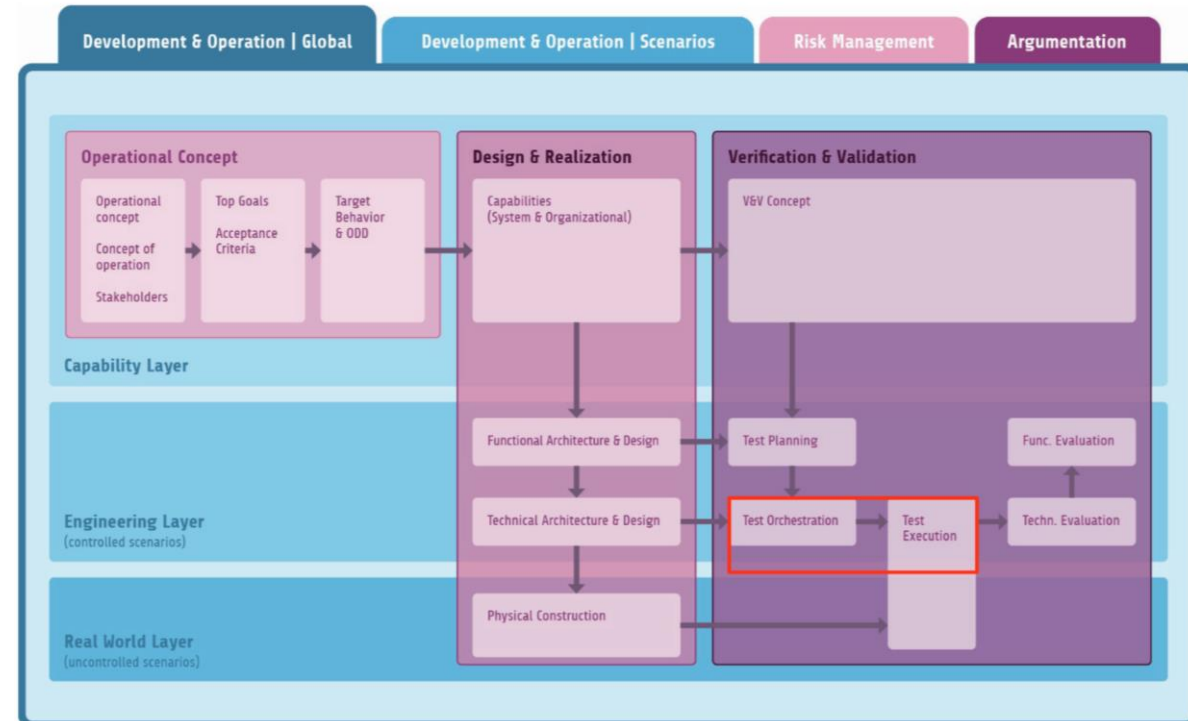 Development & Operation | Global
Development & Operation | Scenarios
Risk Management
Argumentation
Operational Concept
Operational
concept
Concept of
operation
Stakeholders
Top Goals
Acceptance
Criteria
Target
Behavior
& ODD
Capability Layer
Design & Realization
Capabilities
(System & Organizational)
Verification & Validation
V&V Concept
Functional Architecture & Design
Test Planning
Func. Evaluation
Engineering Layer
(controlled scenarios)
Technical Architecture & Design
Test Orchestration
Test
Execution
Techn. Evaluation
Real World Layer
(uncontrolled scenarios)
Physical Construction